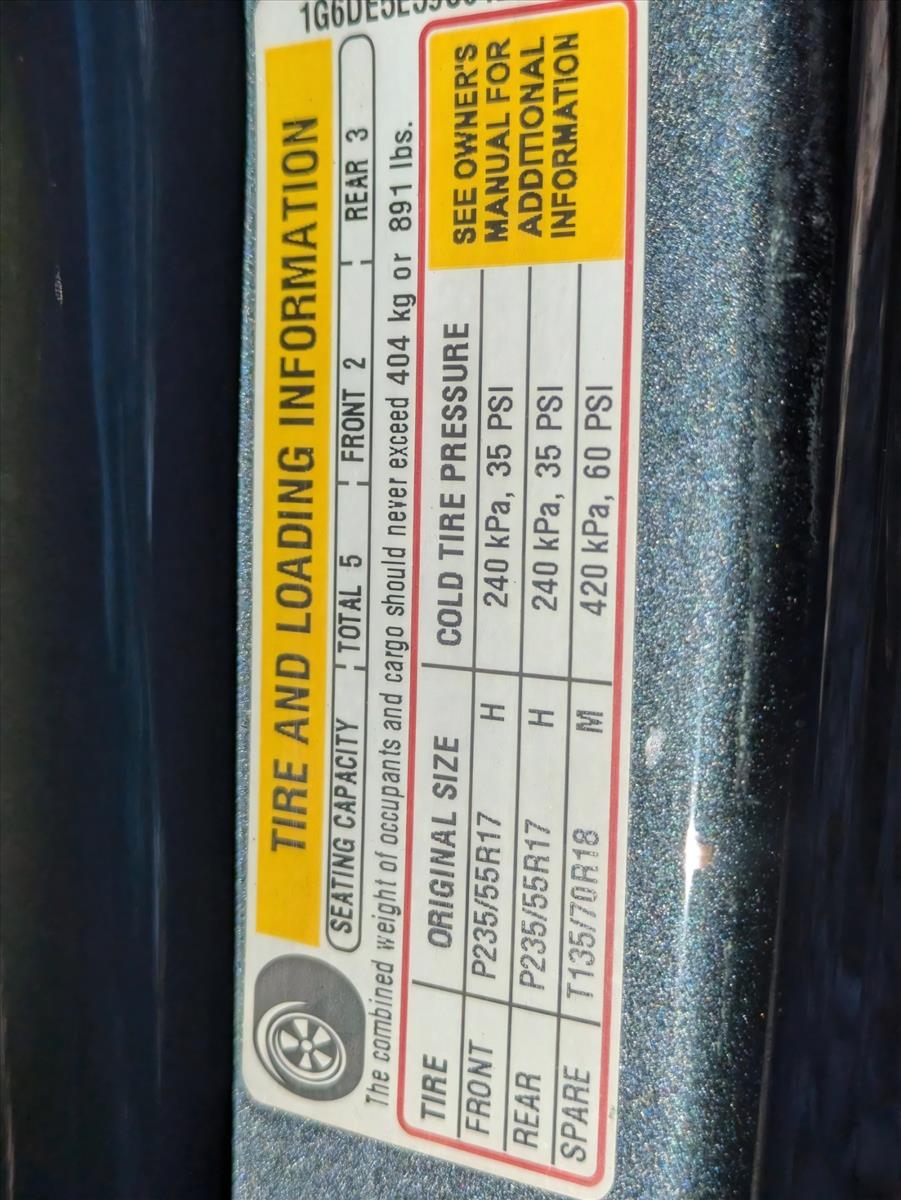 TIRE AND LOADING INFORMATION
SEATING CAPACITY TOTAL 5 FRONT 2 REAR 3
The combined weight of occupants and cargo should never exceed 404 kg or 891 lbs.
TIRE ORIGINAL SIZE COLD TIRE PRESSURE
FRONT P235/55R17 H 240 kPa, 35 PSI
REAR P235/55R17 H 240 kPa, 35 PSI
SPARE T135/70R18 M 420 kPa, 60 PSI
SEE OWNER'S
MANUAL FOR
ADDITIONAL
INFORMATION